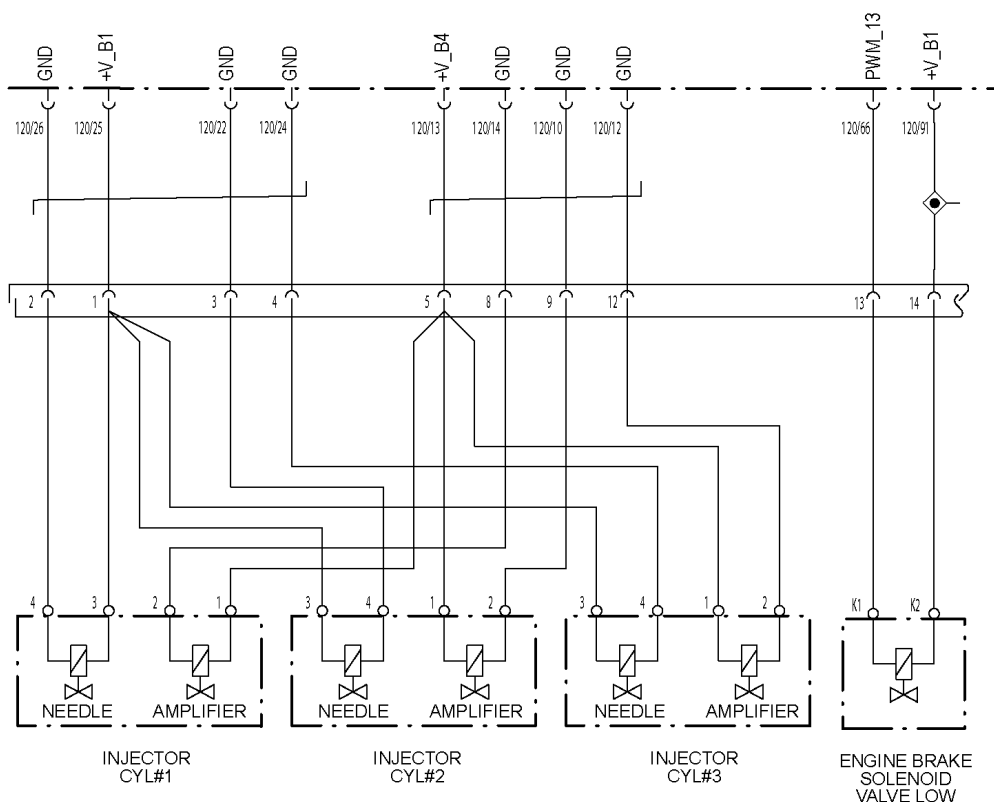 GND +V_B1 GND GND +V_B4 GND GND GND PWM_13 +V_B1
120/26 120/25 120/22 120/24 120/13 120/14 120/10 120/12 120/66 120/91
2 1 3 4 5 8 9 12 13 14
4 3 2 1 3 4 1 2 3 4 1 2 K1 K2
NEEDLE AMPLIFIER NEEDLE AMPLIFIER NEEDLE AMPLIFIER
INJECTOR
CYL#1
INJECTOR
CYL#2
INJECTOR
CYL#3
ENGINE BRAKE
SOLENOID
VALVE LOW